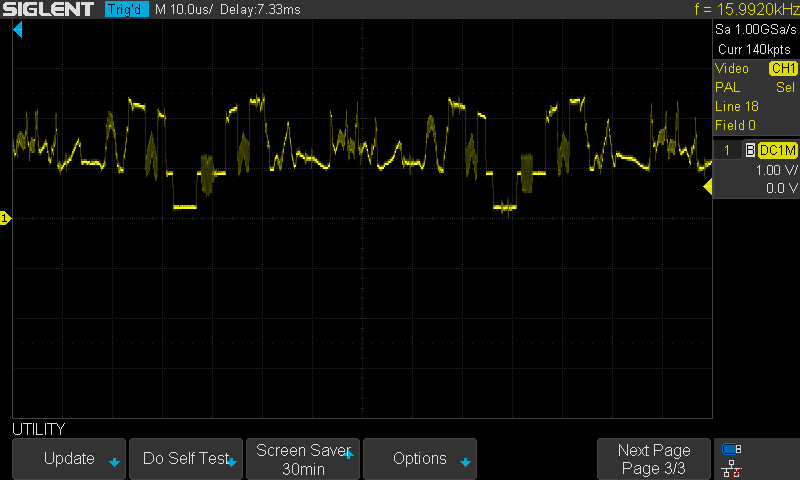 SIGLENT Trig'd M 10.0us/ Delay:7.33ms f = 15.9920kHz
Sa 1.00GSa/s
Curr 140kpts
Video CH1
PAL Sel
Line 18
Field 0
1 B DC1M
1.00 V/
0.0 V
1
UTILITY
Update
Do Self Test
Screen Saver
30min
Options
Next Page
Page 3/3